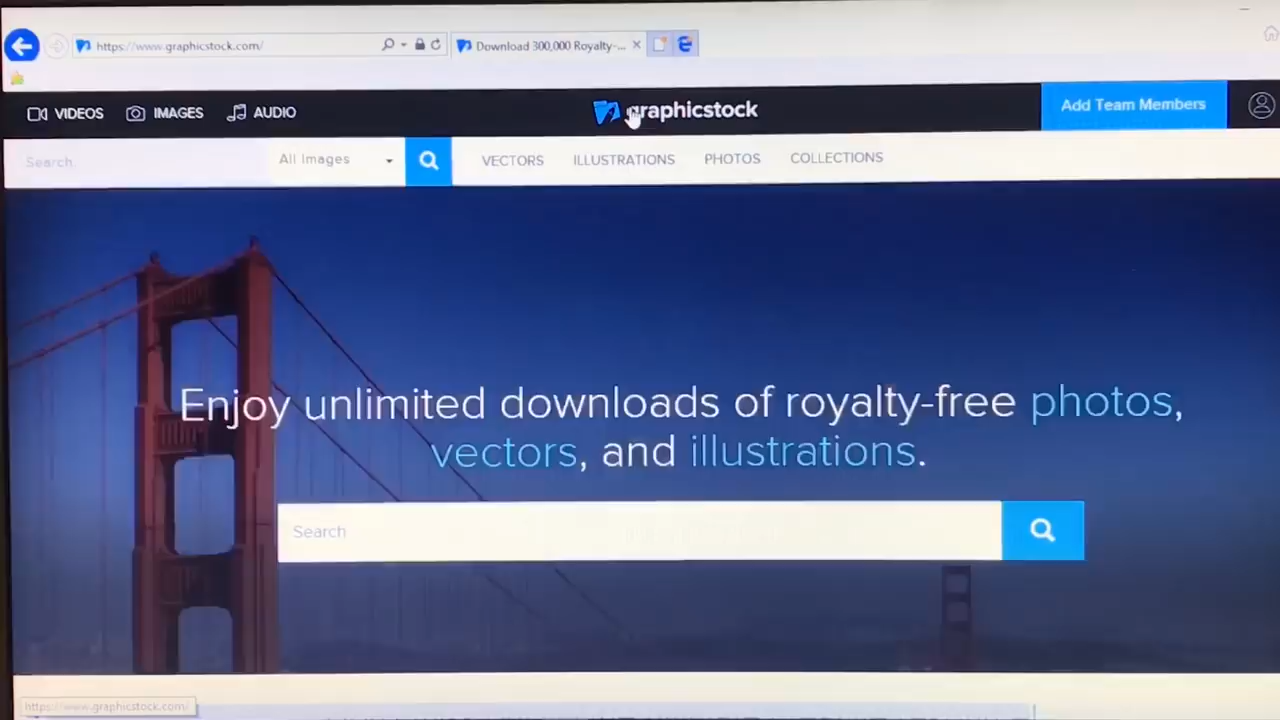 https://www.graphicstock.com/
Download 300,000 Royalty-...
VIDEOS
IMAGES
AUDIO
graphicstock
Add Team Members
Search.
All Images
VECTORS
ILLUSTRATIONS
PHOTOS
COLLECTIONS
Enjoy unlimited downloads of royalty-free photos,
vectors, and illustrations.
Search
https://www.graphicstock.com/